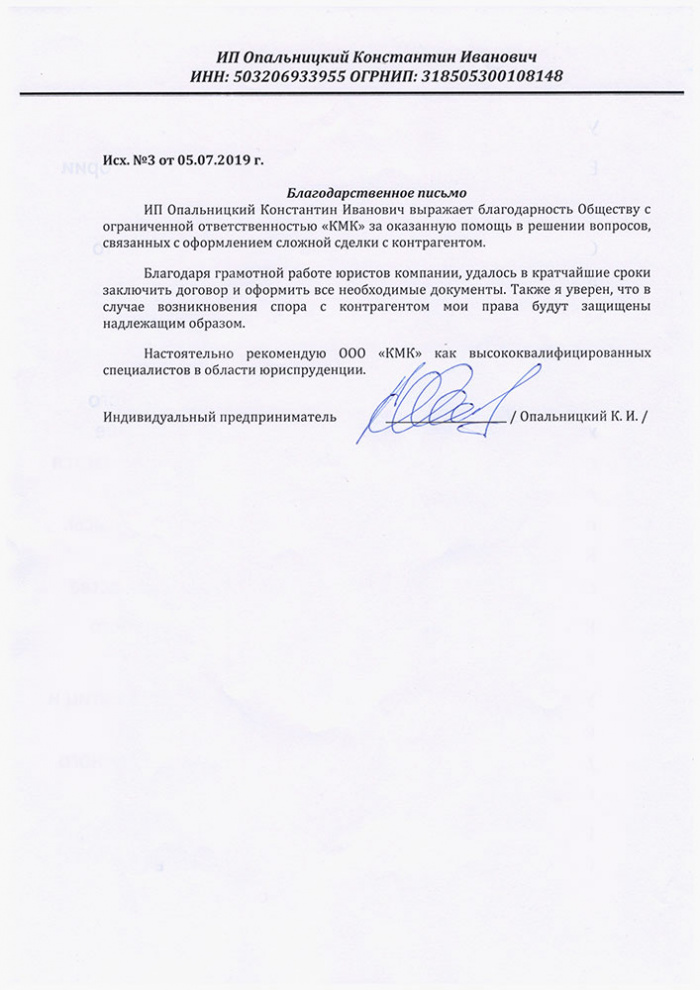 ИП Опальницкий Константин Иванович
ИНН: 503206933955 ОГРНИП: 318505300108148
Исх. №3 от 05.07.2019 г.
Благодарственное письмо
ИП Опальницкий Константин Иванович выражает благодарность Обществу с
ограниченной ответственностью «КМК» за оказанную помощь в решении вопросов,
связанных с оформлением сложной сделки с контрагентом.
Благодаря грамотной работе юристов компании, удалось в кратчайшие сроки
заключить договор и оформить все необходимые документы. Также я уверен, что в
случае возникновения спора с контрагентом мои права будут защищены
надлежащим образом.
Настоятельно рекомендую ООО «КМК» как высококвалифицированных
специалистов в области юриспруденции.
Индивидуальный предприниматель ________________ / Опальницкий К. И. /